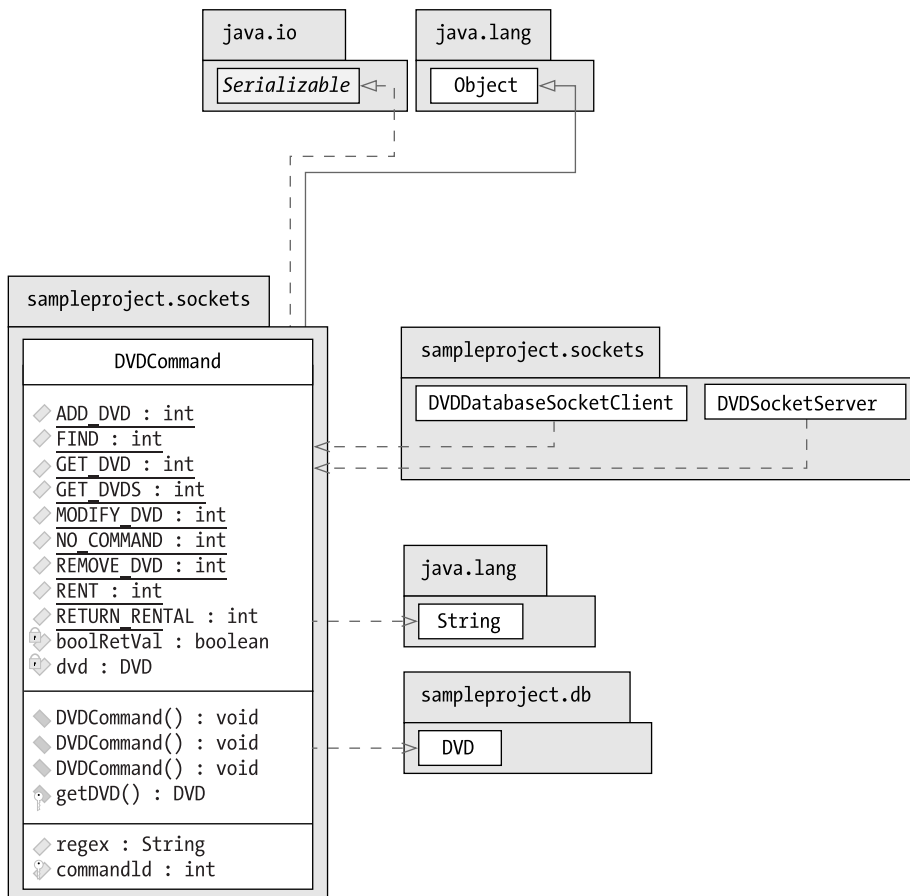 java.io
java.lang
Serializable
Object
sampleproject.sockets
DVDCommand
ADD_DVD : int
FIND : int
GET_DVD : int
GET_DVDS : int
MODIFY_DVD : int
NO_COMMAND : int
REMOVE_DVD : int
RENT : int
RETURN_RENTAL : int
boolRetVal : boolean
dvd : DVD
DVDCommand() : void
DVDCommand() : void
DVDCommand() : void
getDVD() : DVD
regex : String
commandld : int
sampleproject.sockets
DVDDatabaseSocketClient
DVDSocketServer
java.lang
String
sampleproject.db
DVD